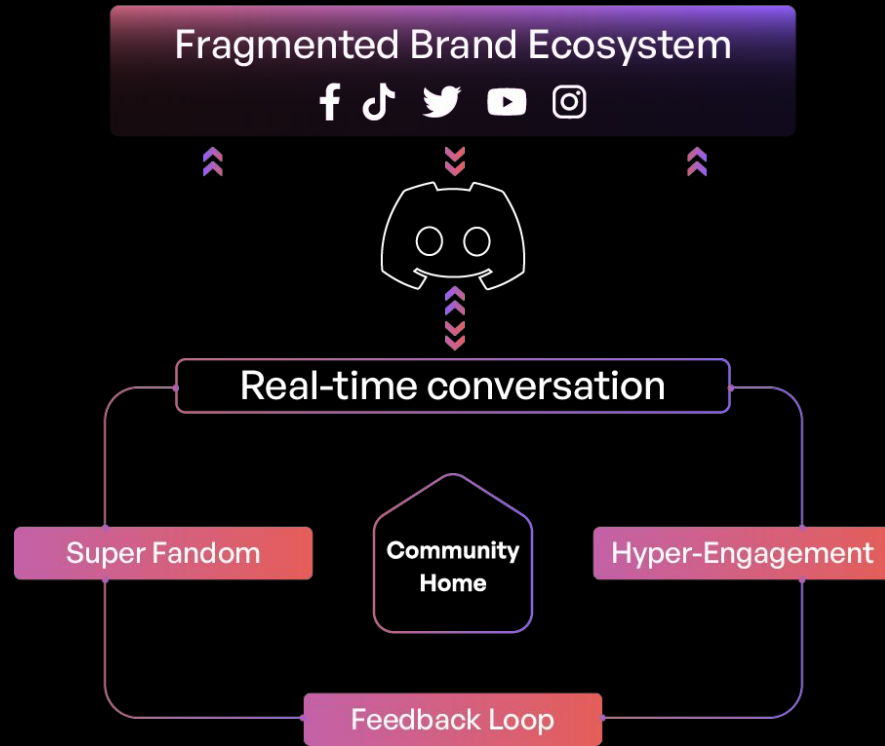 Fragmented Brand Ecosystem
Real-time conversation
Community
Home
Super Fandom
Hyper-Engagement
Feedback Loop